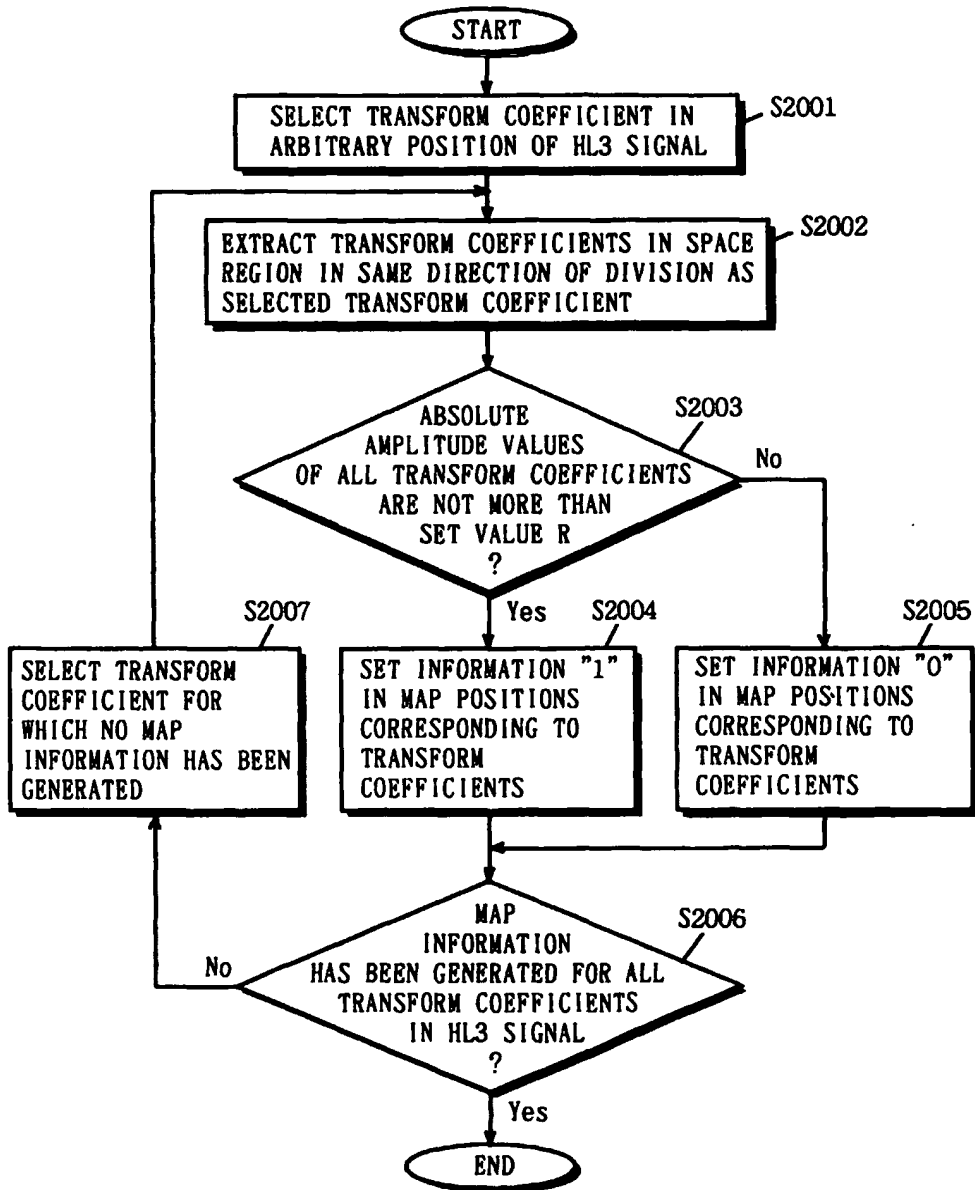 START
S2001
SELECT TRANSFORM COEFFICIENT IN
ARBITRARY POSITION OF HL3 SIGNAL
S2002
EXTRACT TRANSFORM COEFFICIENTS IN SPACE
REGION IN SAME DIRECTION OF DIVISION AS
SELECTED TRANSFORM COEFFICIENT
S2003
ABSOLUTE
AMPLITUDE VALUES
OF ALL TRANSFORM COEFFICIENTS
ARE NOT MORE THAN
SET VALUE R
?
No
Yes
S2007
SELECT TRANSFORM
COEFFICIENT FOR
WHICH NO MAP
INFORMATION HAS BEEN
GENERATED
S2004
SET INFORMATION "1"
IN MAP POSITIONS
CORRESPONDING TO
TRANSFORM
COEFFICIENTS
S2005
SET INFORMATION "0"
IN MAP POSITIONS
CORRESPONDING TO
TRANSFORM
COEFFICIENTS
S2006
MAP
INFORMATION
HAS BEEN GENERATED FOR ALL
TRANSFORM COEFFICIENTS
IN HL3 SIGNAL
?
No
Yes
END